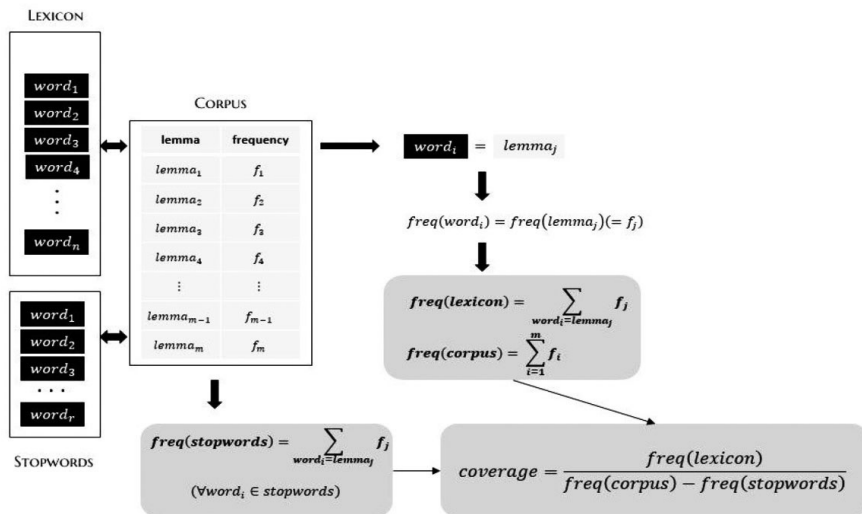 LEXICON
word₁
word₂
word₃
word₄
⋮
wordₙ
CORPUS
lemma frequency
lemma₁ f₁
lemma₂ f₂
lemma₃ f₃
lemma₄ f₄
⋮ ⋮
lemmaₘ₋₁ fₘ₋₁
lemmaₘ fₘ
word₁
word₂
word₃
...
wordᵣ
STOPWORDS
wordᵢ = lemmaⱼ
freq(wordᵢ) = freq(lemmaⱼ)(= fⱼ)
freq(lexicon) = ∑ fⱼ
wordᵢ=lemmaⱼ
m
freq(corpus) = ∑ fᵢ
i=1
freq(stopwords) = ∑ fⱼ
wordᵢ=lemmaⱼ
(∀wordᵢ ∈ stopwords)
freq(lexicon)
coverage =
freq(corpus) − freq(stopwords)